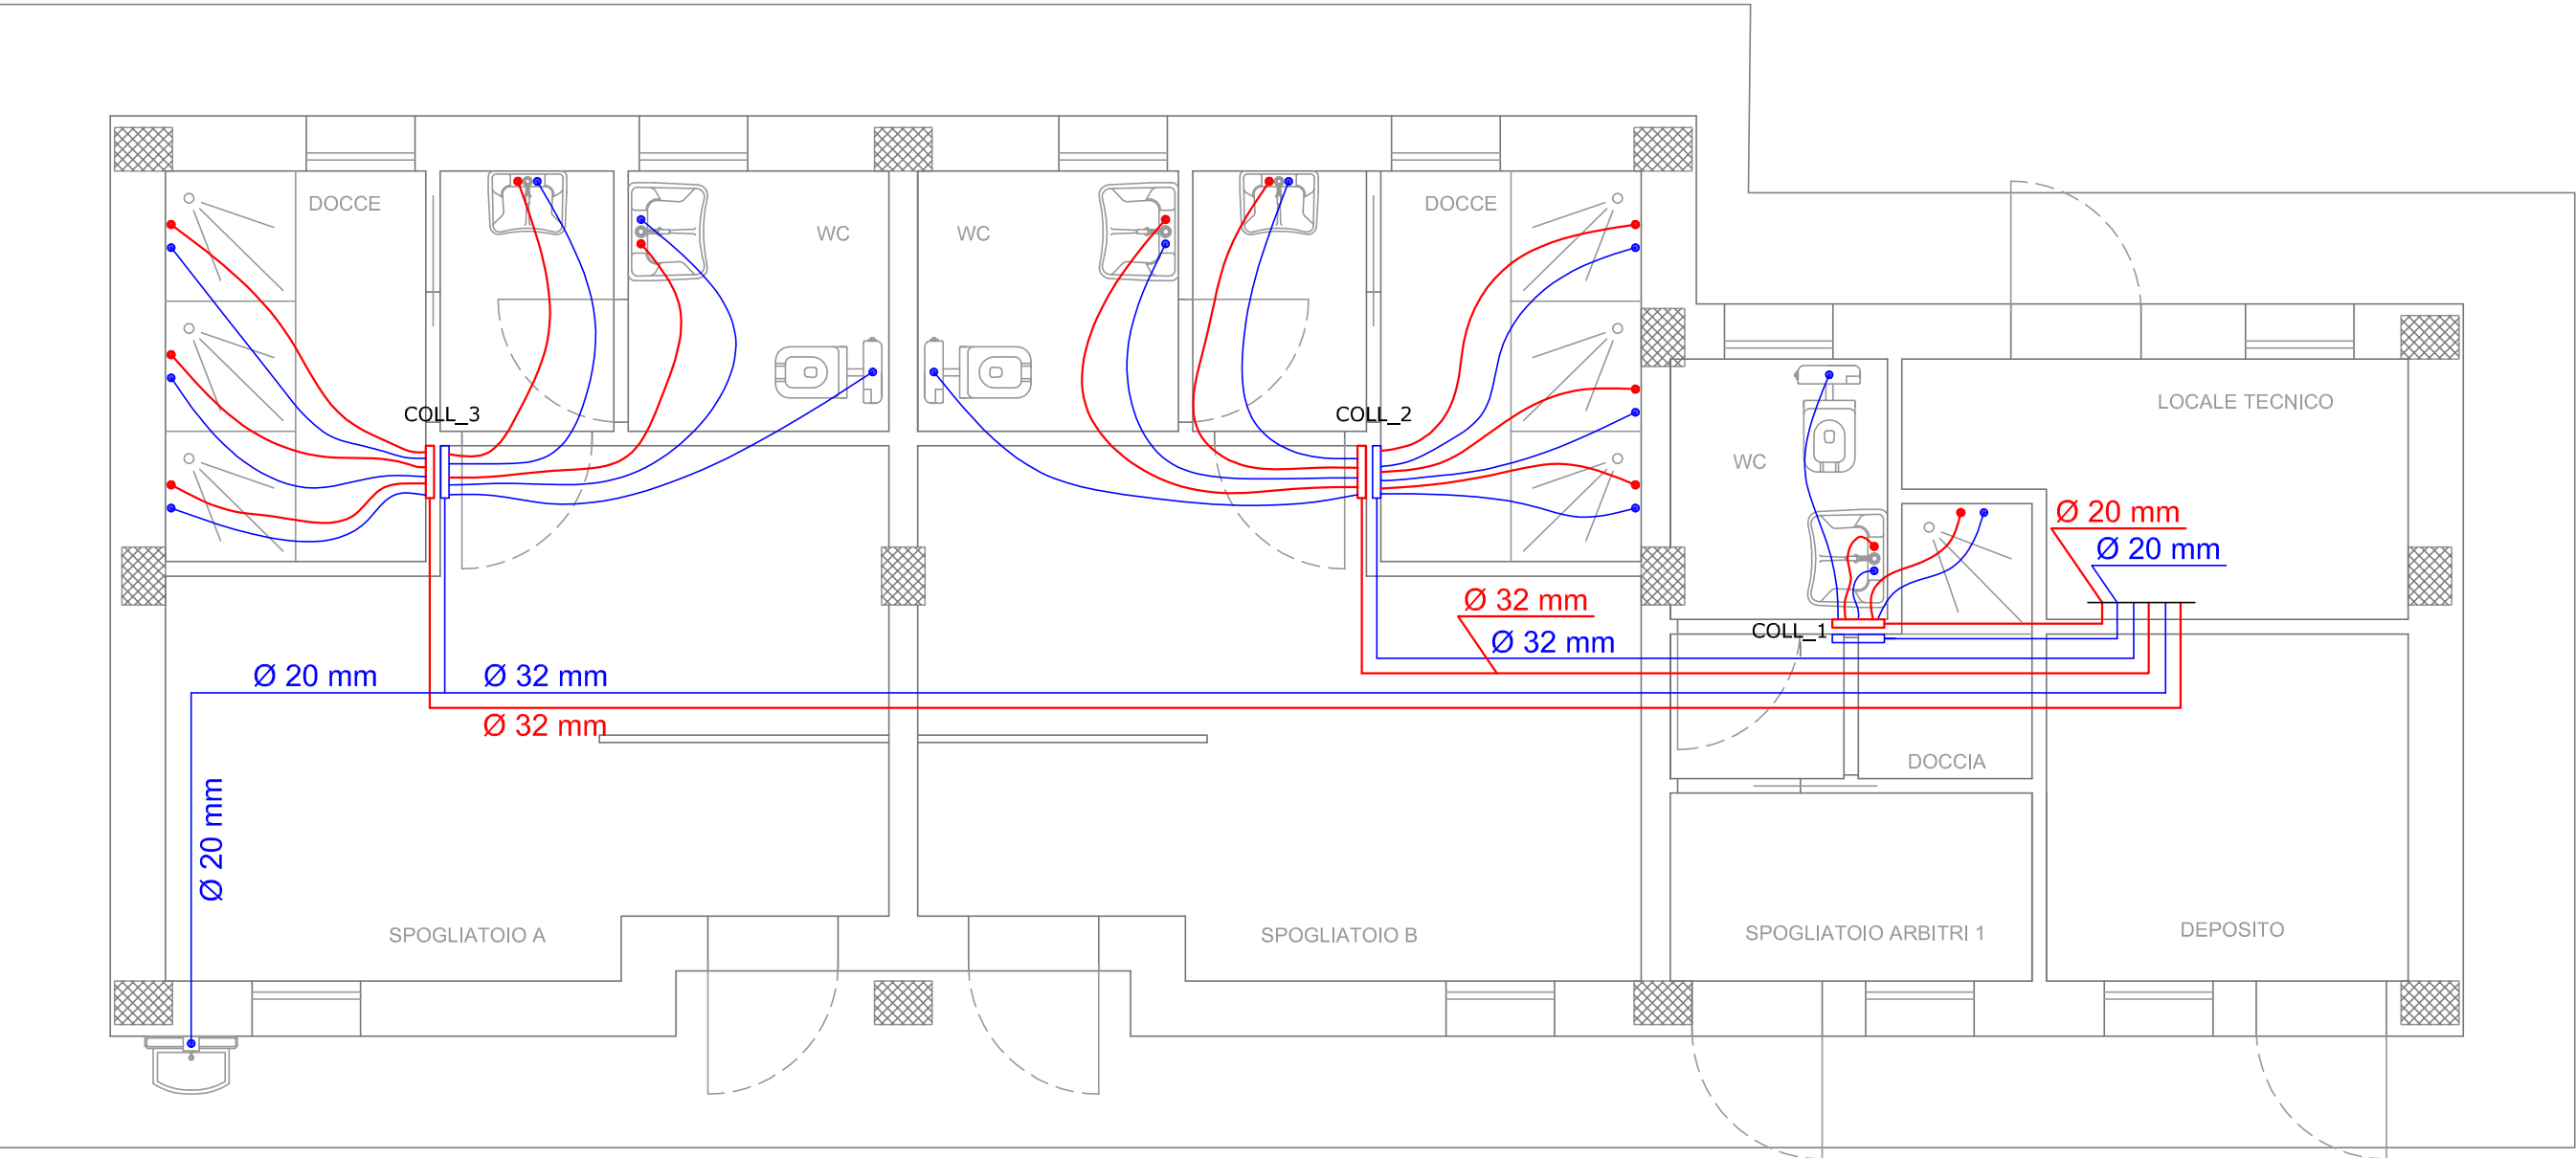 DOCCE
WC
WC
DOCCE
COLL_3
COLL_2
LOCALE TECNICO
WC
Ø 20 mm
Ø 20 mm
Ø 32 mm
COLL_1
Ø 32 mm
Ø 20 mm
Ø 32 mm
Ø 32 mm
DOCCIA
Ø 20 mm
SPOGLIATOIO A
SPOGLIATOIO B
SPOGLIATOIO ARBITRI 1
DEPOSITO